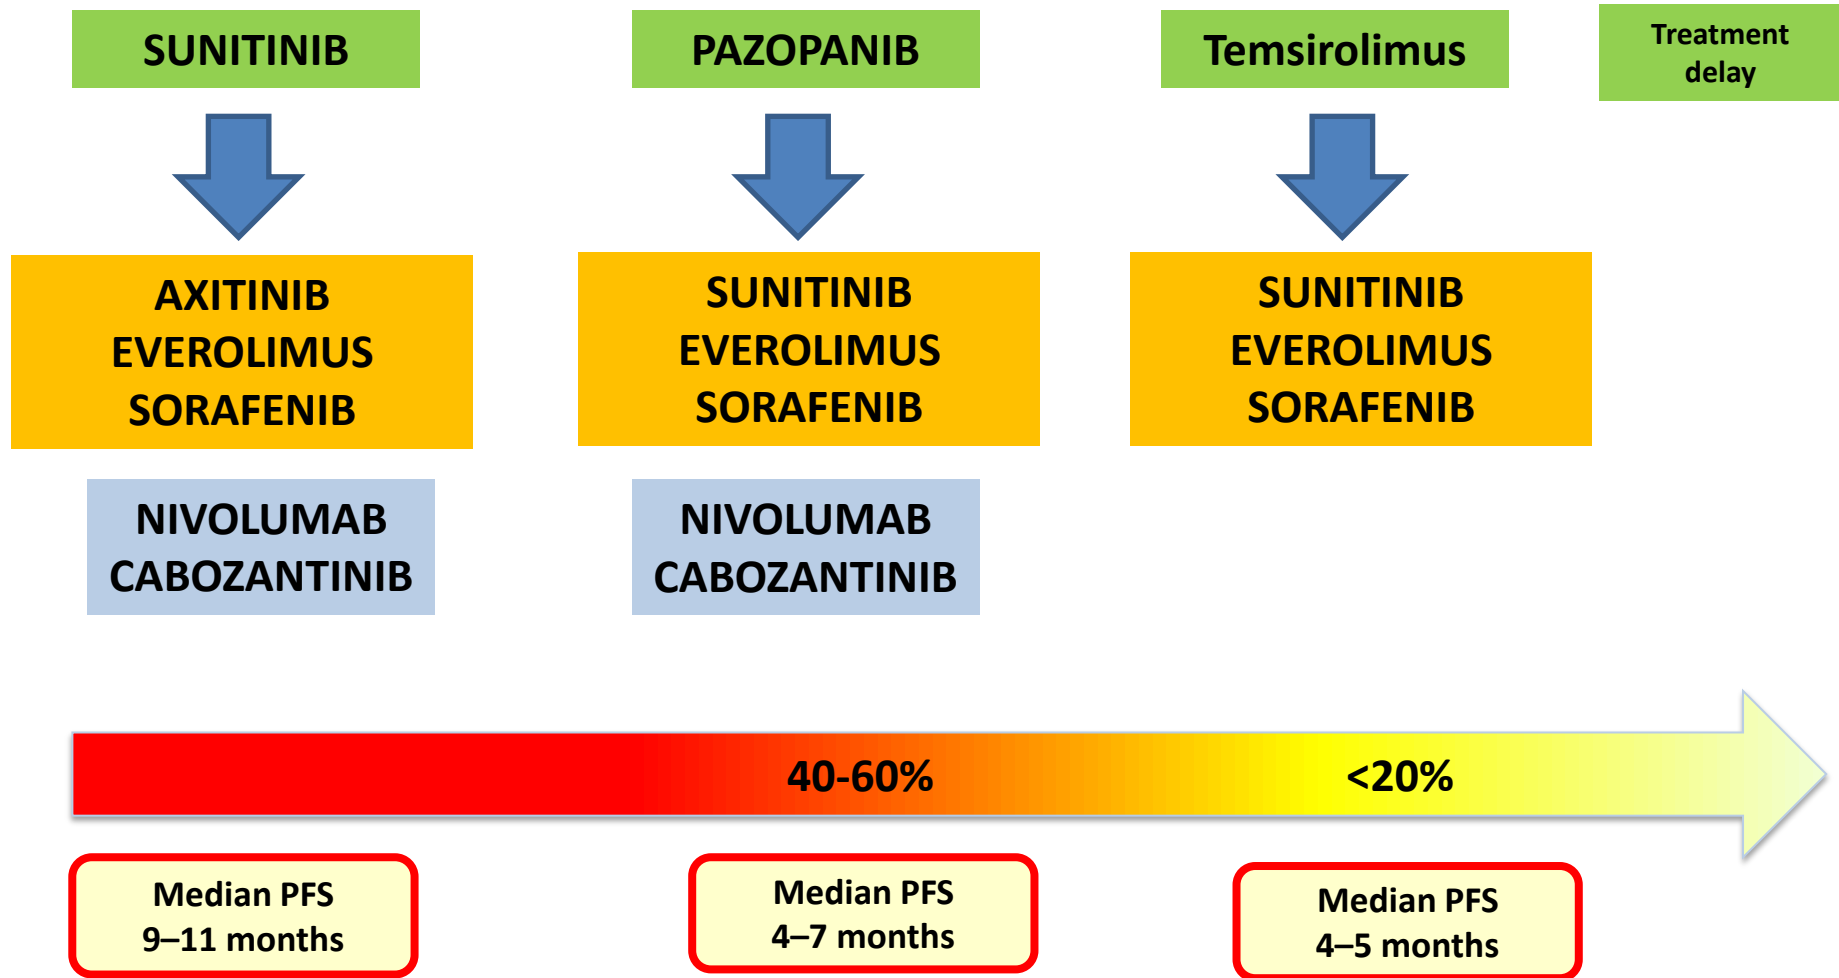 SUNITINIB
PAZOPANIB
Temsirolimus
Treatment
delay
AXITINIB
EVEROLIMUS
SORAFENIB
SUNITINIB
EVEROLIMUS
SORAFENIB
SUNITINIB
EVEROLIMUS
SORAFENIB
NIVOLUMAB
CABOZANTINIB
NIVOLUMAB
CABOZANTINIB
40-60%
<20%
Median PFS
9–11 months
Median PFS
4–7 months
Median PFS
4–5 months